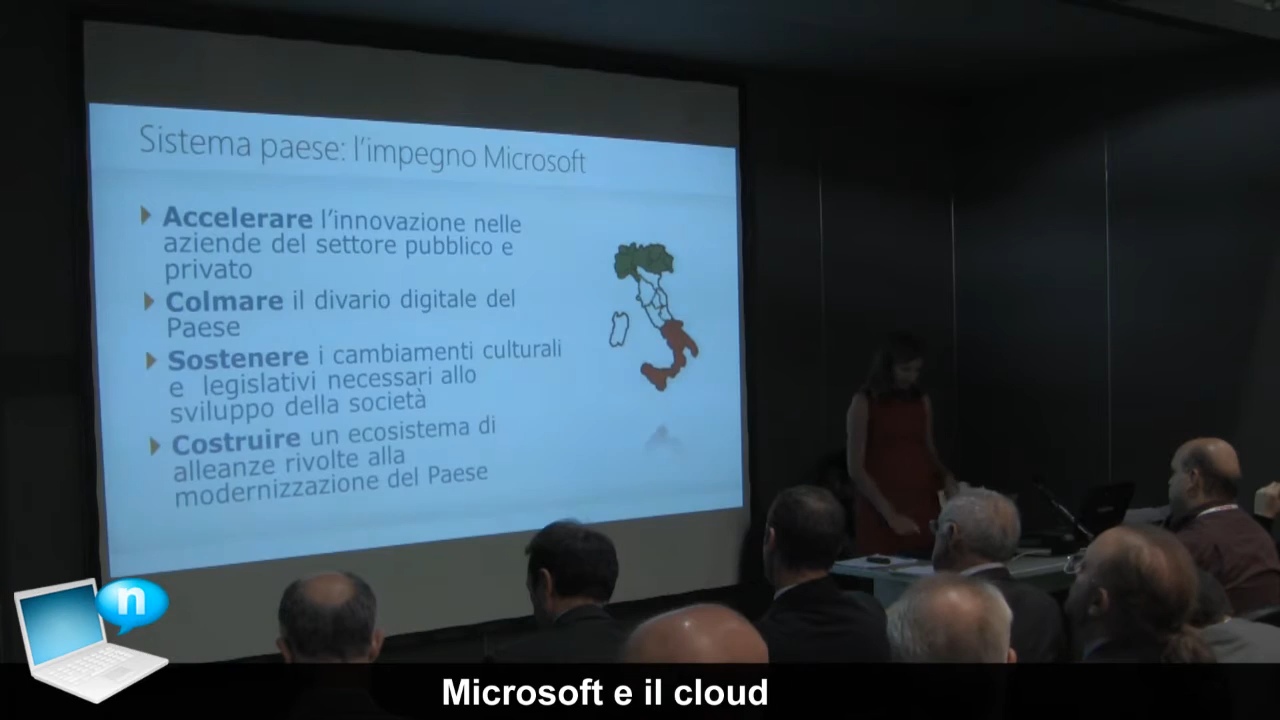 Sistema paese: l'impegno Microsoft
Accelerare l'innovazione nelle
aziende del settore pubblico e
privato
Colmare il divario digitale del
Paese
Sostenere i cambiamenti culturali
e legislativi necessari allo
sviluppo della società
Costruire un ecosistema di
alleanze rivolte alla
modernizzazione del Paese
n
Microsoft e il cloud